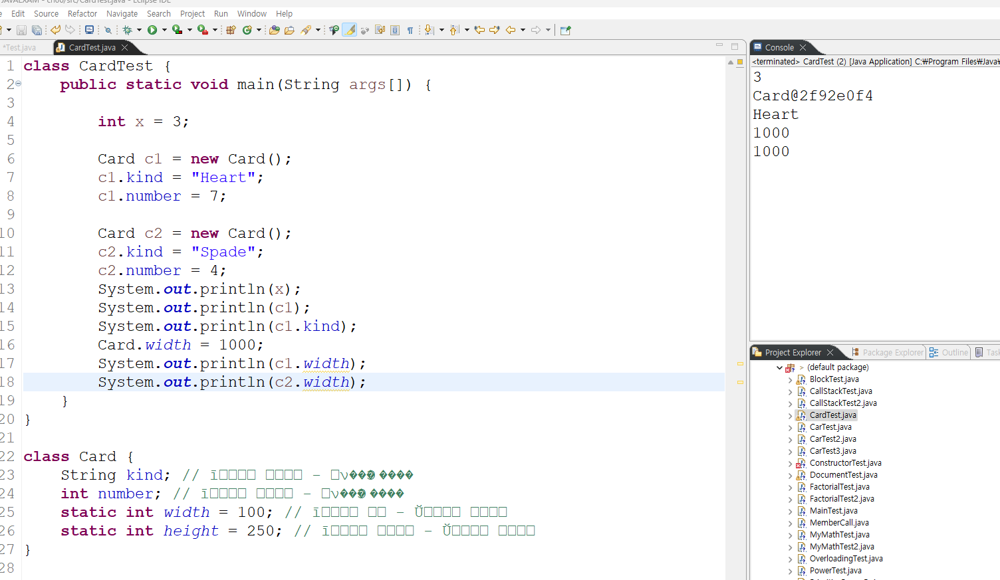 JAVAEXAM - ch06/src/CardTest.java - Eclipse IDE
Edit Source Refactor Navigate Search Project Run Window Help
*Test.java
CardTest.java
1 class CardTest {
2 public static void main(String args[]) {
3
4 int x = 3;
5
6 Card c1 = new Card();
7 c1.kind = "Heart";
8 c1.number = 7;
9
10 Card c2 = new Card();
11 c2.kind = "Spade";
12 c2.number = 4;
13 System.out.println(x);
14 System.out.println(c1);
15 System.out.println(c1.kind);
16 Card.width = 1000;
17 System.out.println(c1.width);
18 System.out.println(c2.width);
19 }
20 }
21
22 class Card {
23 String kind; //
24 int number; //
25 static int width = 100; //
26 static int height = 250; //
27 }
28
Console
<terminated> CardTest (2) [Java Application] C:₩Program Files₩Java₩
3
Card@2f92e0f4
Heart
1000
1000
Project Explorer
Package Explorer
Outline
Task
> (default package)
BlockTest.java
CallStackTest.java
CallStackTest2.java
CardTest.java
CarTest.java
CarTest2.java
CarTest3.java
ConstructorTest.java
DocumentTest.java
FactorialTest.java
FactorialTest2.java
MainTest.java
MemberCall.java
MyMathTest.java
MyMathTest2.java
OverloadingTest.java
PowerTest.java